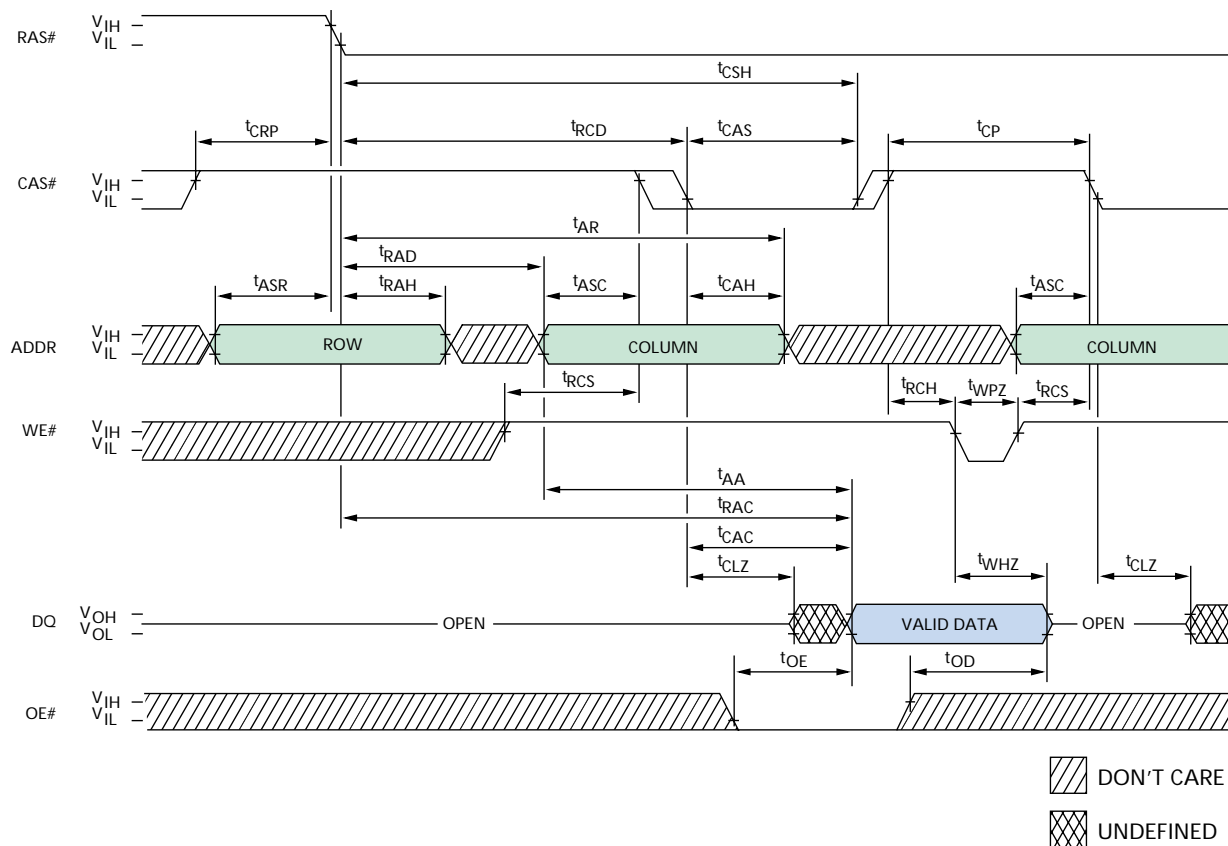 RAS# VIH
VIL
tCSH
tCRP tRCD tCAS tCP
CAS# VIH
VIL
tAR
tRAD
tASR tRAH tASC tCAH tASC
ADDR VIH
VIL
ROW COLUMN COLUMN
tRCS tRCH tWPZ tRCS
WE# VIH
VIL
tAA
tRAC
tCAC
tCLZ tWHZ tCLZ
DQ VOH
VOL
OPEN VALID DATA OPEN
tOE tOD
OE# VIH
VIL
DON'T CARE
UNDEFINED